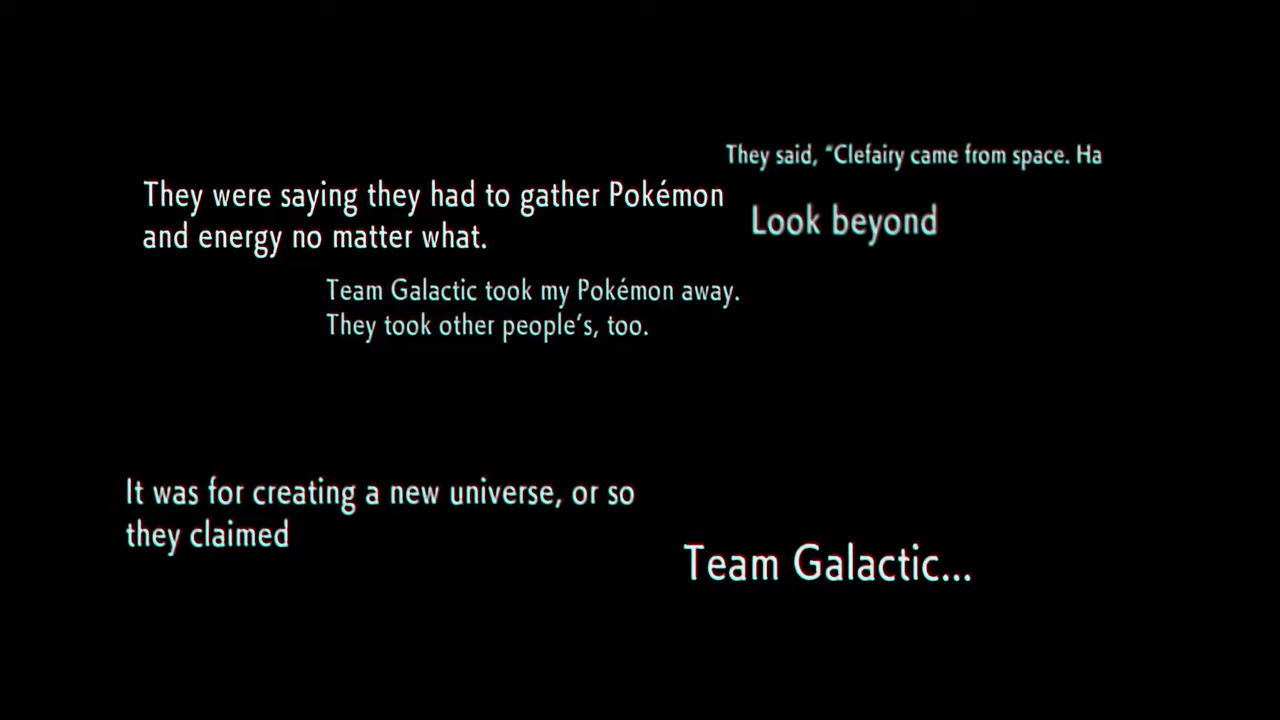 They said, “Clefairy came from space. Ha
They were saying they had to gather Pokémon
and energy no matter what.
Look beyond
Team Galactic took my Pokémon away.
They took other people’s, too.
It was for creating a new universe, or so
they claimed
Team Galactic...